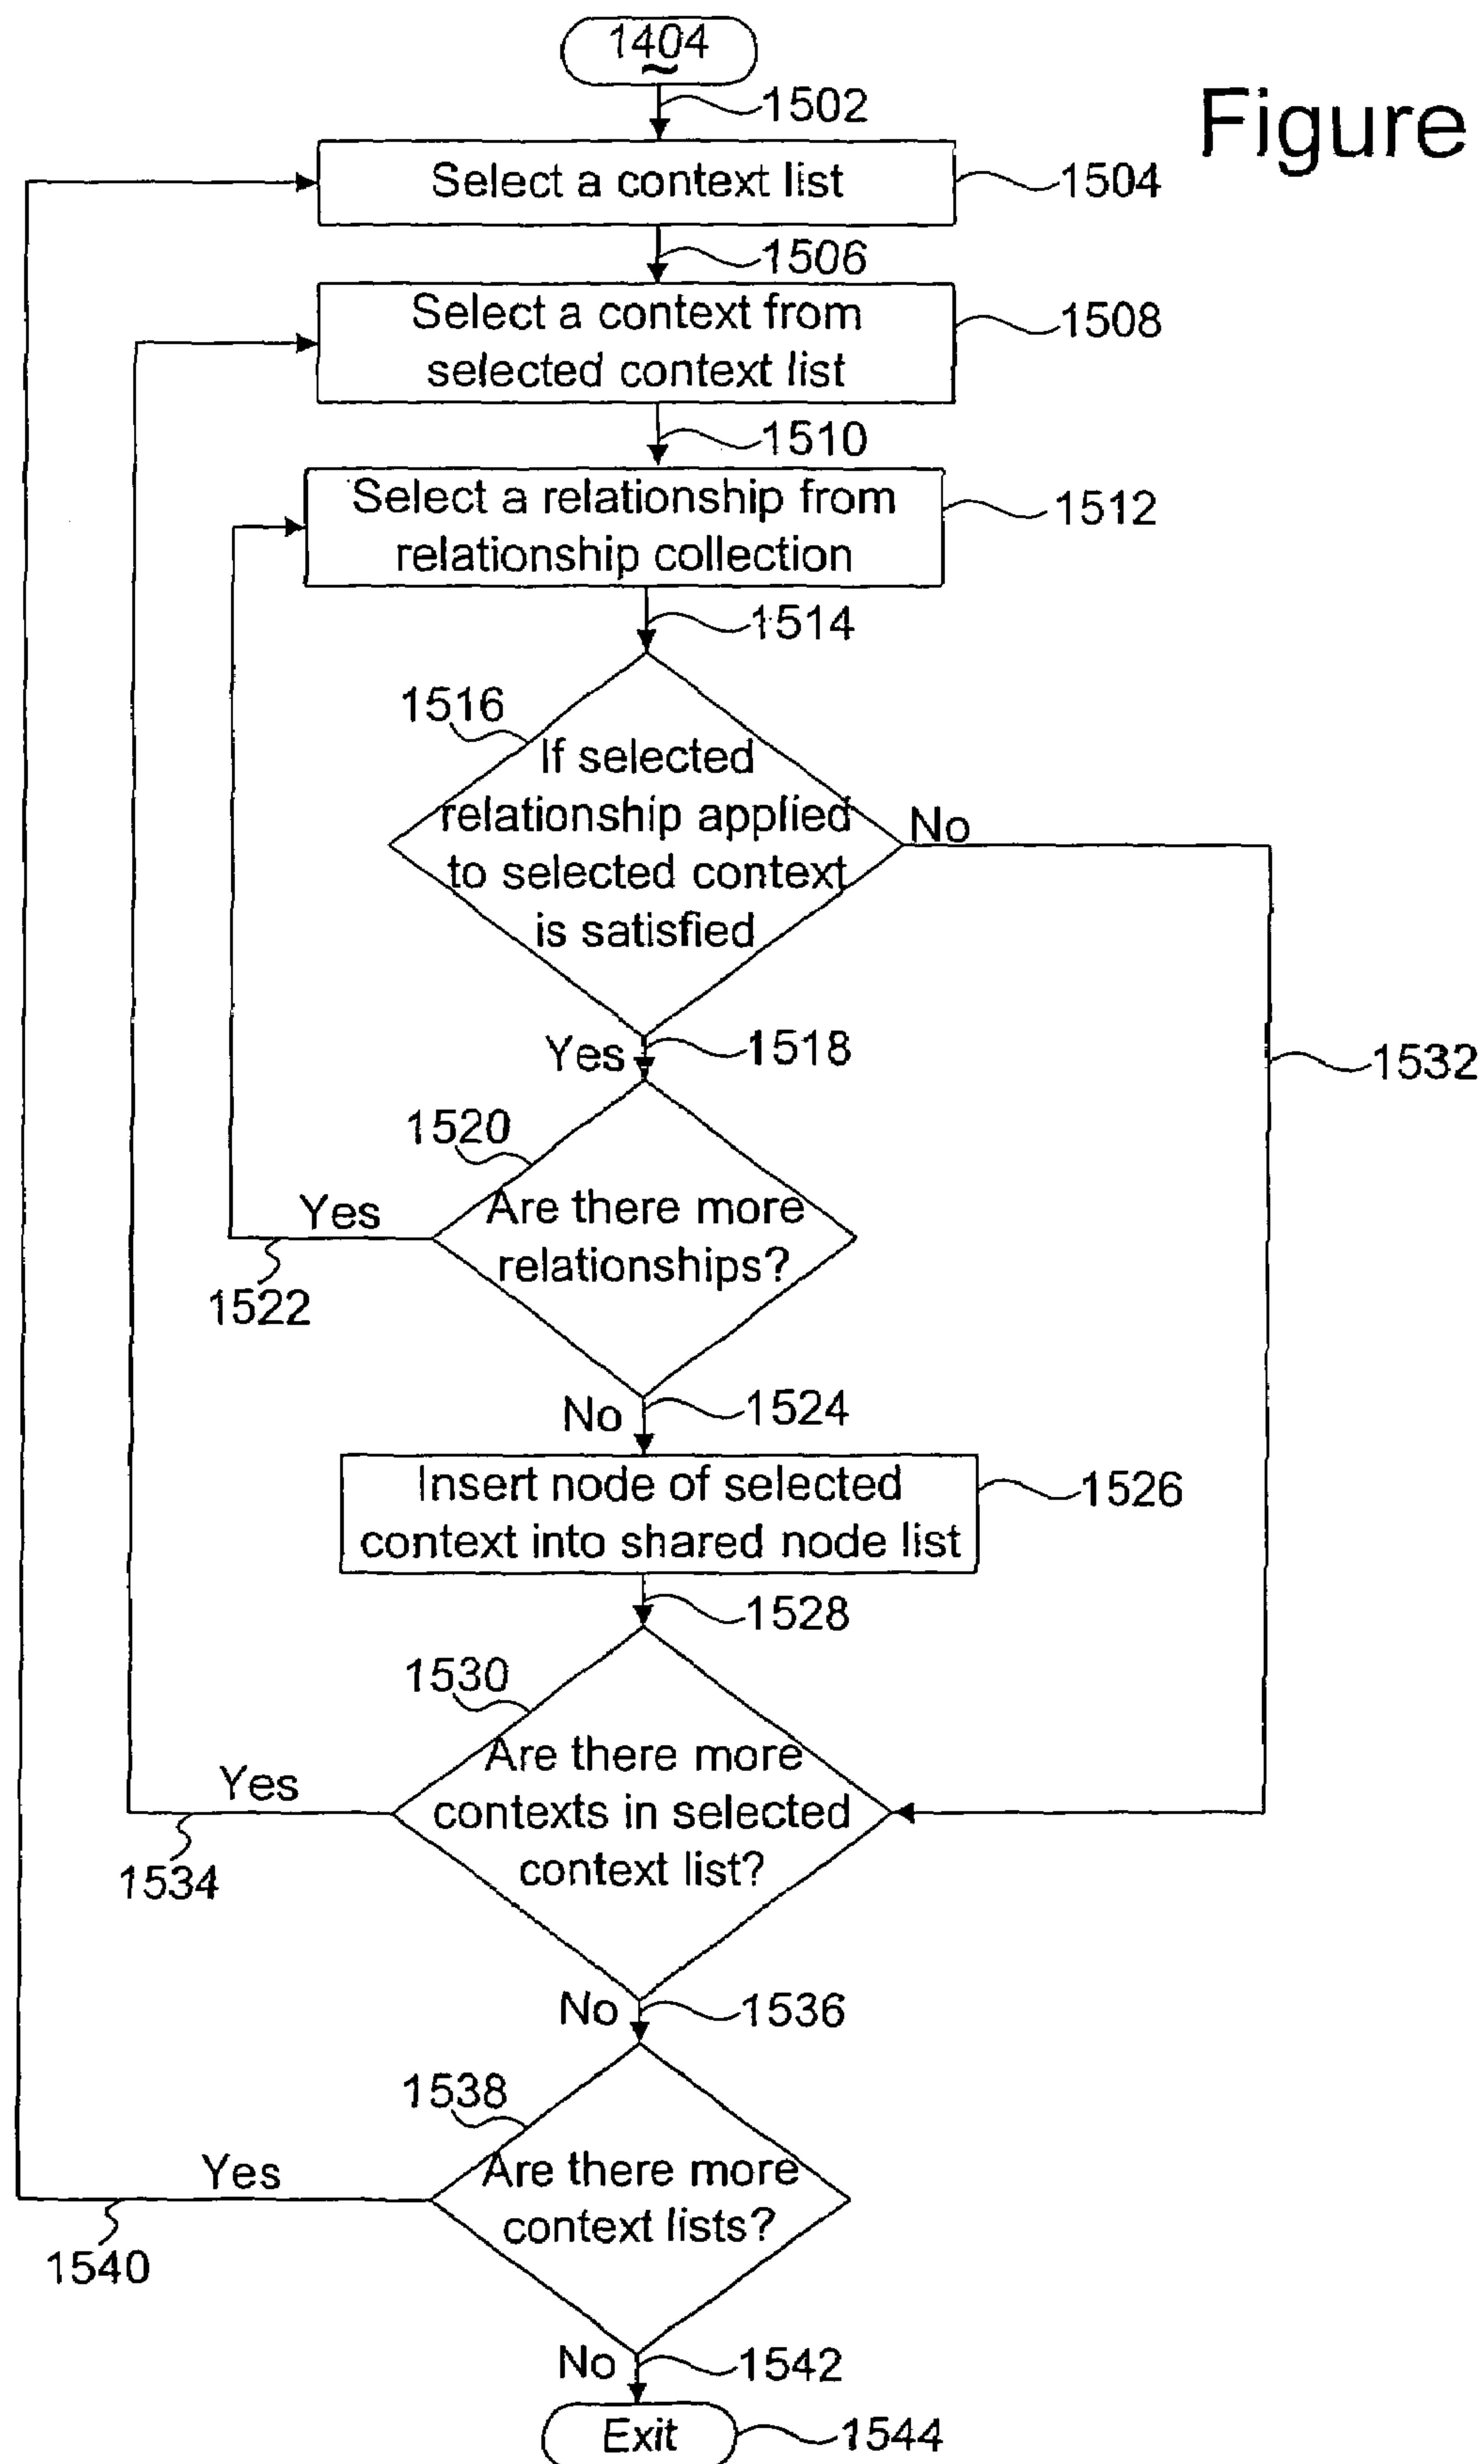 1404
1502
Figure
Select a context list
1504
1506
Select a context from
selected context list
1508
1510
Select a relationship from
relationship collection
1512
1514
1516
If selected
relationship applied
to selected context
is satisfied
No
1532
Yes
1518
1520
Are there more
relationships?
Yes
1522
No
1524
Insert node of selected
context into shared node list
1526
1528
1530
Are there more
contexts in selected
context list?
Yes
1534
No
1536
1538
Are there more
context lists?
Yes
1540
No
1542
Exit
1544